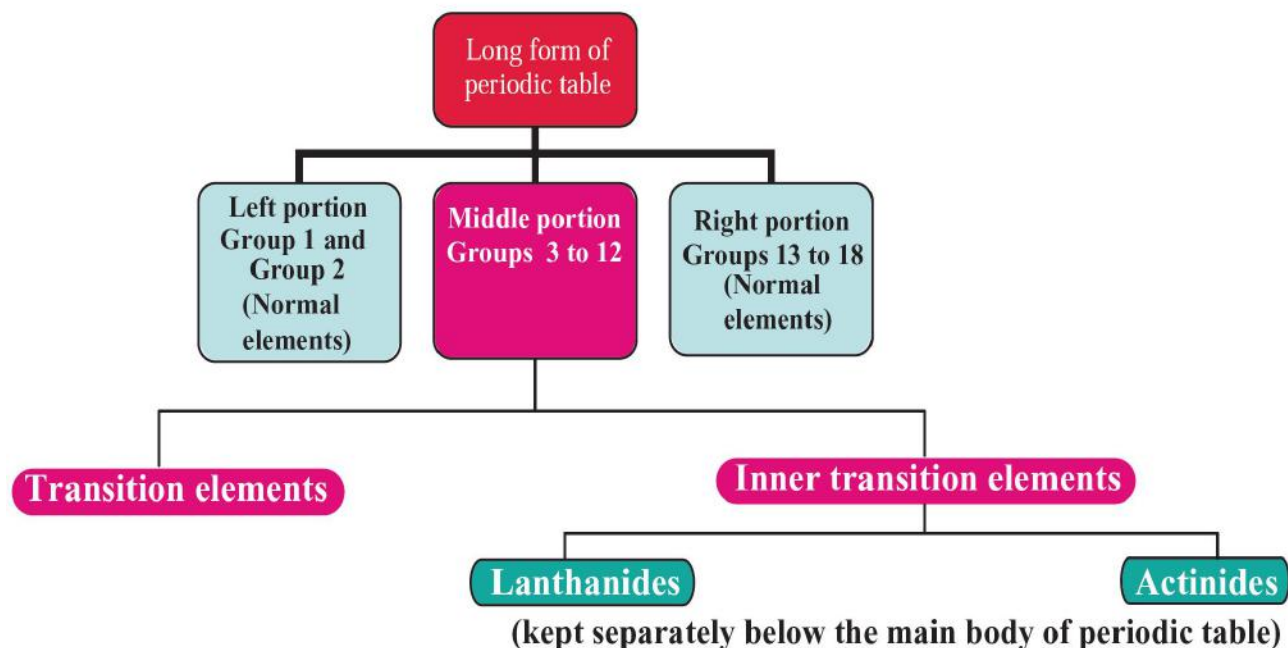 Long form of
periodic table
Left portion
Group 1 and
Group 2
(Normal
elements)
Middle portion
Groups 3 to 12
Right portion
Groups 13 to 18
(Normal
elements)
Transition elements
Inner transition elements
Lanthanides
Actinides
(kept separately below the main body of periodic table)